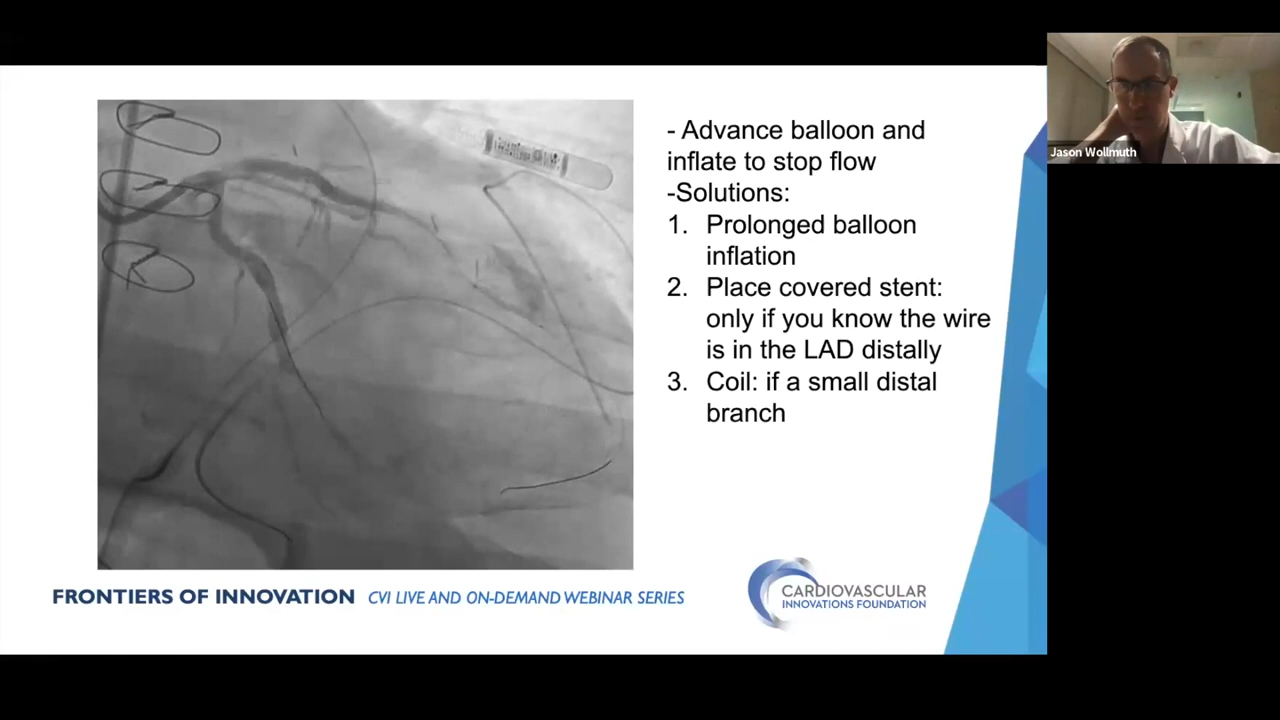 - Advance balloon and
inflate to stop flow
-Solutions:
1. Prolonged balloon
inflation
2. Place covered stent:
only if you know the wire
is in the LAD distally
3. Coil: if a small distal
branch
Jason Wollmuth
FRONTIERS OF INNOVATION CVI LIVE AND ON-DEMAND WEBINAR SERIES
CARDIOVASCULAR
INNOVATIONS FOUNDATION